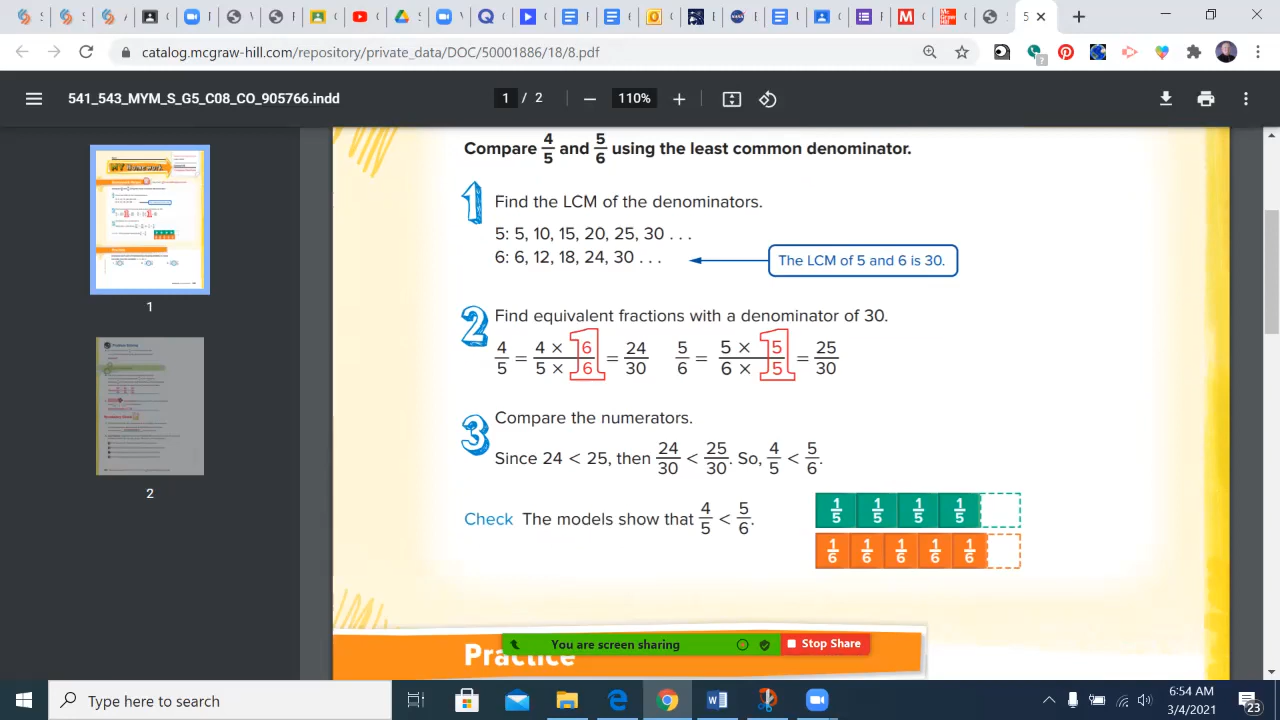 catalog.mcgraw-hill.com/repository/private_data/DOC/50001886/18/8.pdf
541_543_MYM_S_G5_C08_CO_905766.indd
1 / 2
110%
Compare 4/5 and 5/6 using the least common denominator.
1 Find the LCM of the denominators.
5: 5, 10, 15, 20, 25, 30 . . .
6: 6, 12, 18, 24, 30 . . .
The LCM of 5 and 6 is 30.
2 Find equivalent fractions with a denominator of 30.
4/5 = 4 × 6/5 × 6 = 24/30 5/6 = 5 × 5/6 × 5 = 25/30
3 Compare the numerators.
Since 24 < 25, then 24/30 < 25/30. So, 4/5 < 5/6.
Check The models show that 4/5 < 5/6.
1/5 1/5 1/5 1/5
1/6 1/6 1/6 1/6 1/6
Practice
You are screen sharing
Stop Share
1
2
Type here to search
6:54 AM
3/4/2021
23